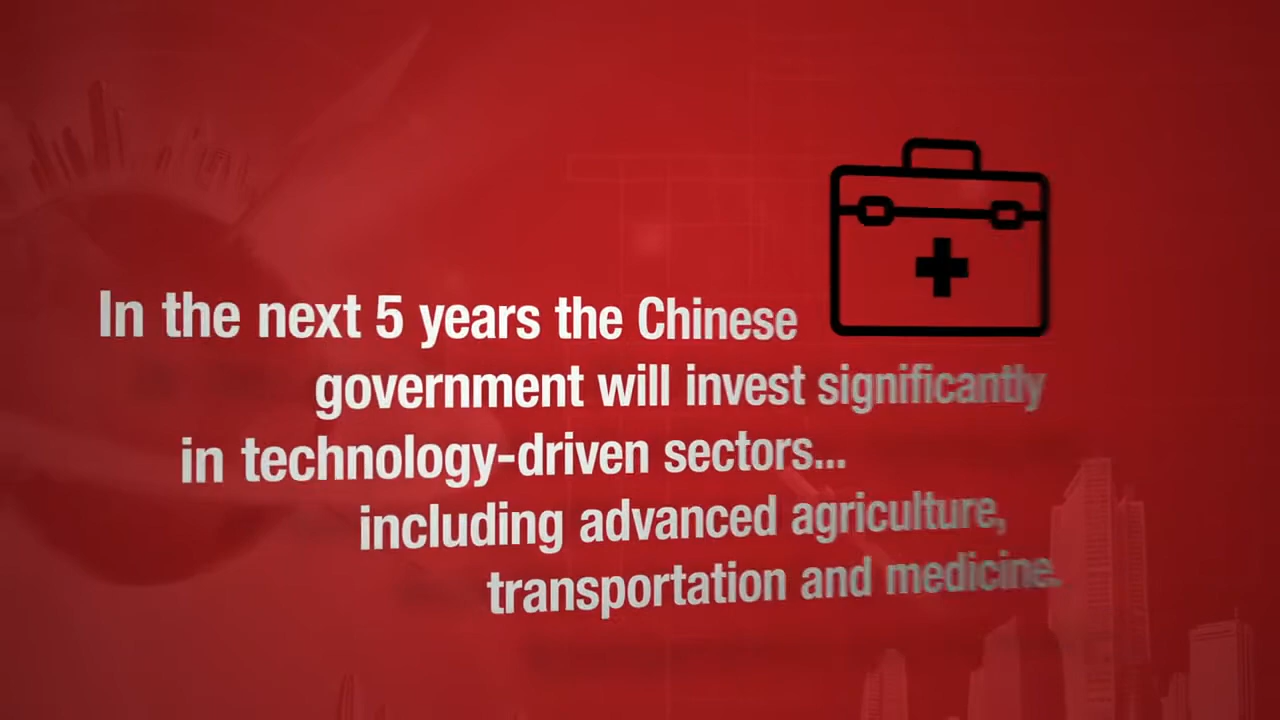 In the next 5 years the Chinese
government will invest significantly
in technology-driven sectors...
including advanced agriculture,
transportation and medicine.